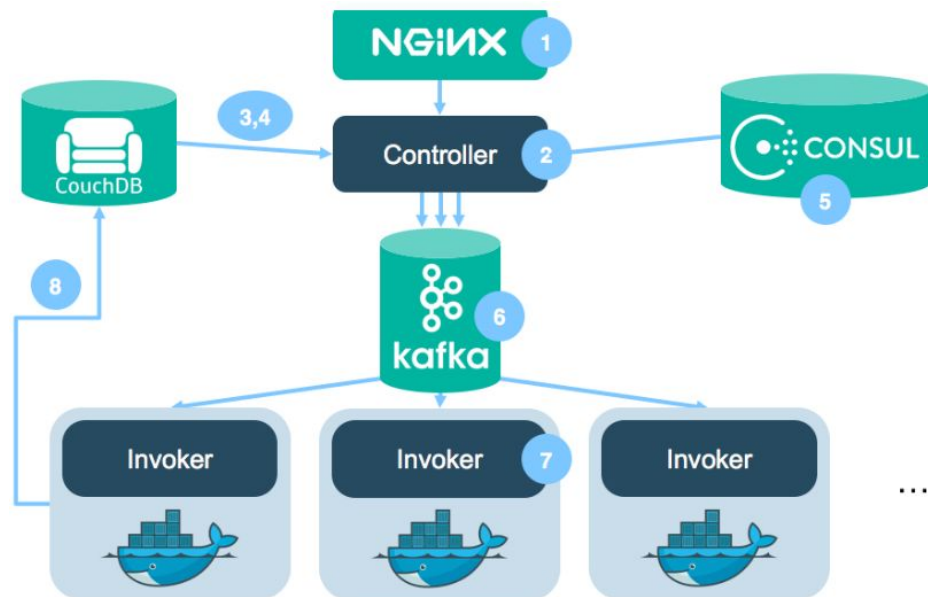 NGINX
1
3,4
Controller
2
CouchDB
CONSUL
5
8
6
kafka
Invoker
Invoker
7
Invoker
...